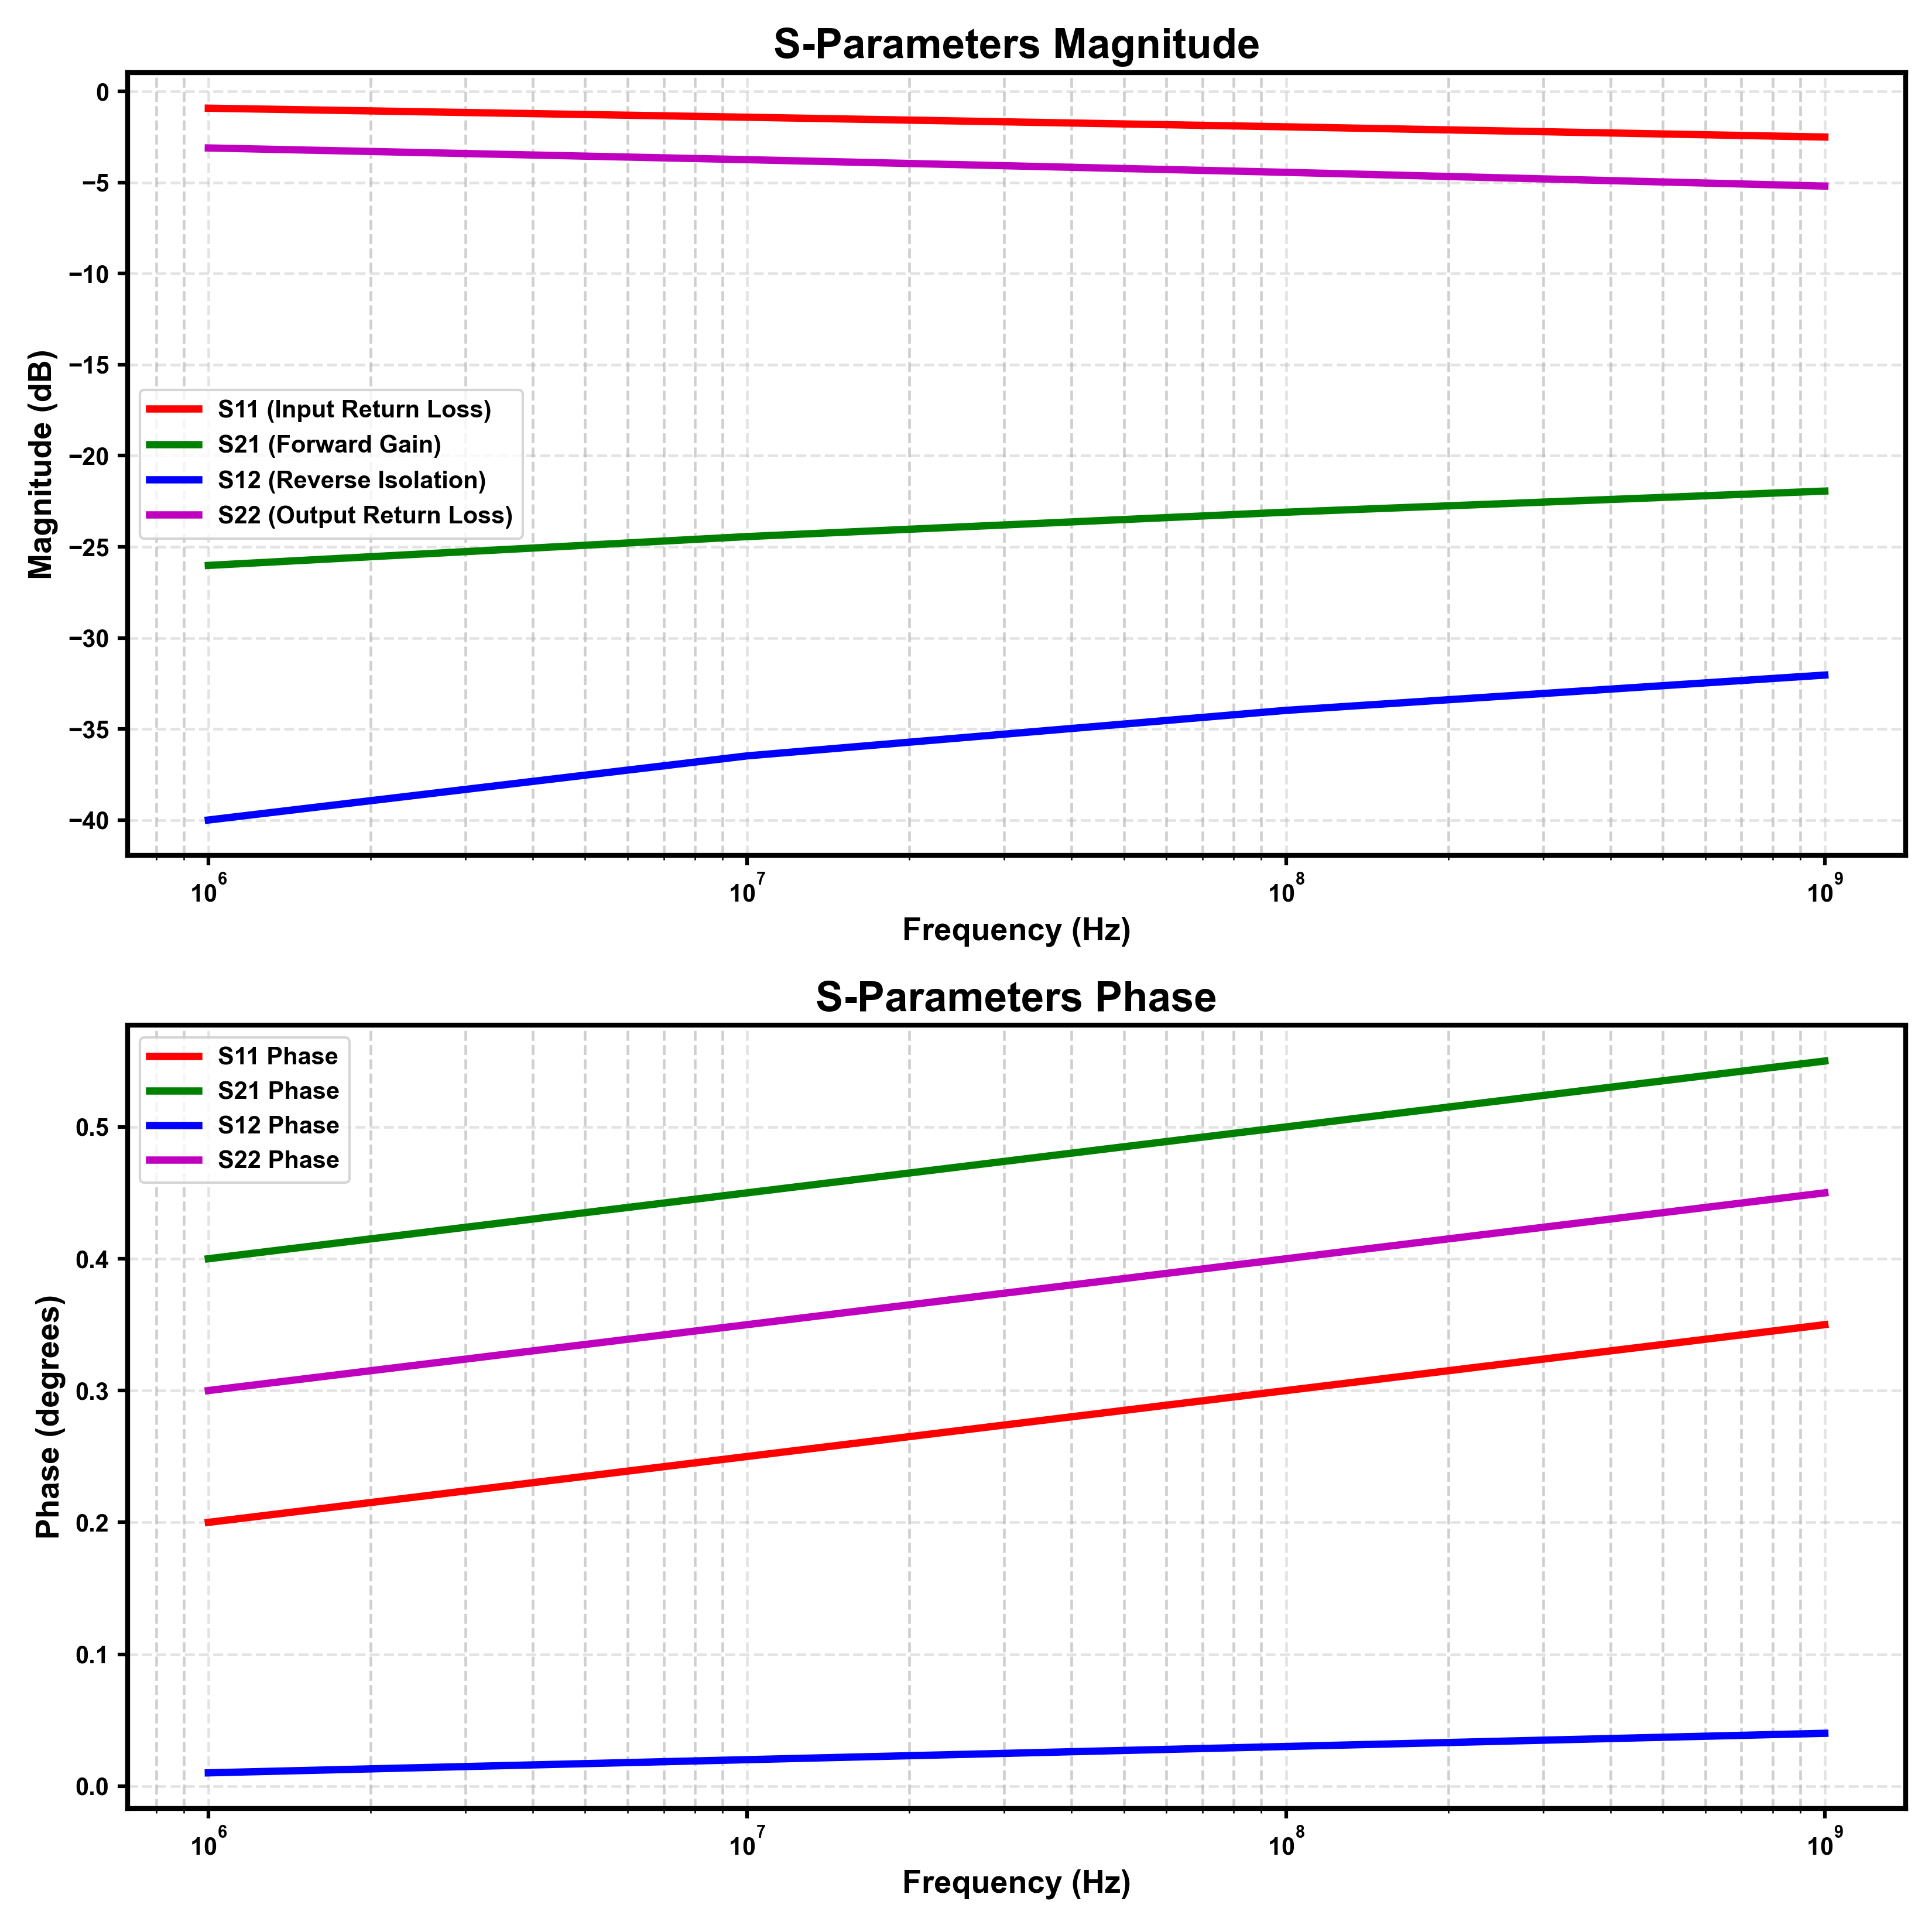 S-Parameters Magnitude
Magnitude (dB)
0
−5
−10
−15
−20
−25
−30
−35
−40
S11 (Input Return Loss)
S21 (Forward Gain)
S12 (Reverse Isolation)
S22 (Output Return Loss)
10^6 10^7 10^8 10^9
Frequency (Hz)
S-Parameters Phase
Phase (degrees)
S11 Phase
S21 Phase
S12 Phase
S22 Phase
0.5
0.4
0.3
0.2
0.1
0.0
10^6 10^7 10^8 10^9
Frequency (Hz)